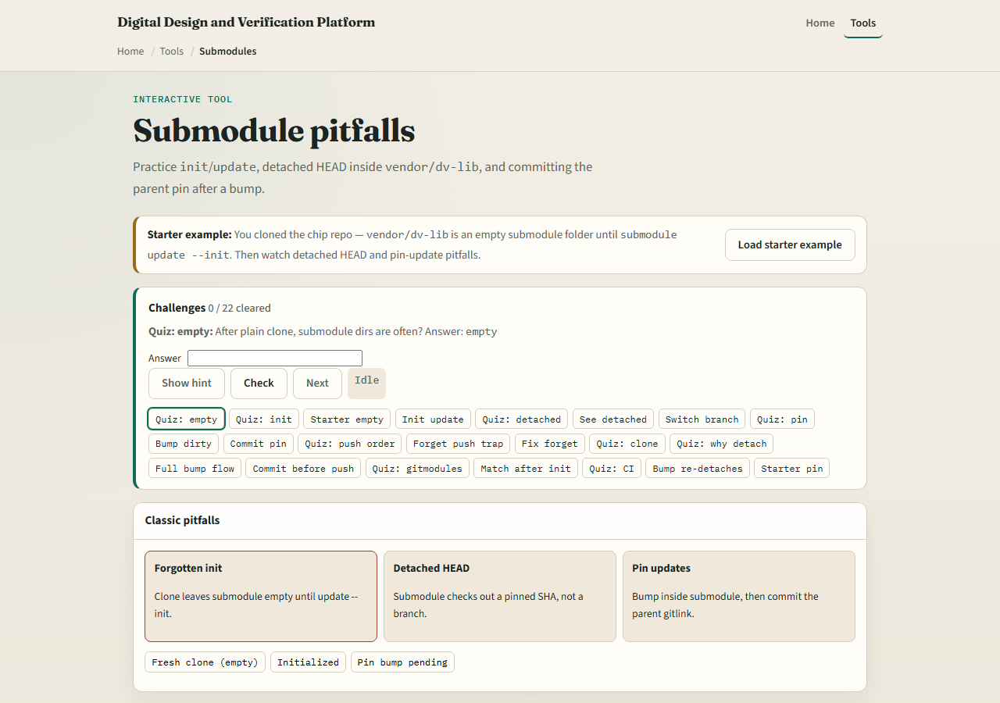 Digital Design and Verification Platform
Home Tools
Home / Tools / Submodules
INTERACTIVE TOOL
Submodule pitfalls
Practice init/update, detached HEAD inside vendor/dv-lib, and committing the
parent pin after a bump.
Starter example: You cloned the chip repo — vendor/dv-lib is an empty submodule folder until submodule
update --init. Then watch detached HEAD and pin-update pitfalls.
Load starter example
Challenges 0 / 22 cleared
Quiz: empty: After plain clone, submodule dirs are often? Answer: empty
Answer
Show hint Check Next Idle
Quiz: empty Quiz: init Starter empty Init update Quiz: detached See detached Switch branch Quiz: pin
Bump dirty Commit pin Quiz: push order Forget push trap Fix forget Quiz: clone Quiz: why detach
Full bump flow Commit before push Quiz: gitmodules Match after init Quiz: CI Bump re-detaches Starter pin
Classic pitfalls
Forgotten init
Clone leaves submodule empty until update --
init.
Detached HEAD
Submodule checks out a pinned SHA, not a
branch.
Pin updates
Bump inside submodule, then commit the
parent gitlink.
Fresh clone (empty) Initialized Pin bump pending